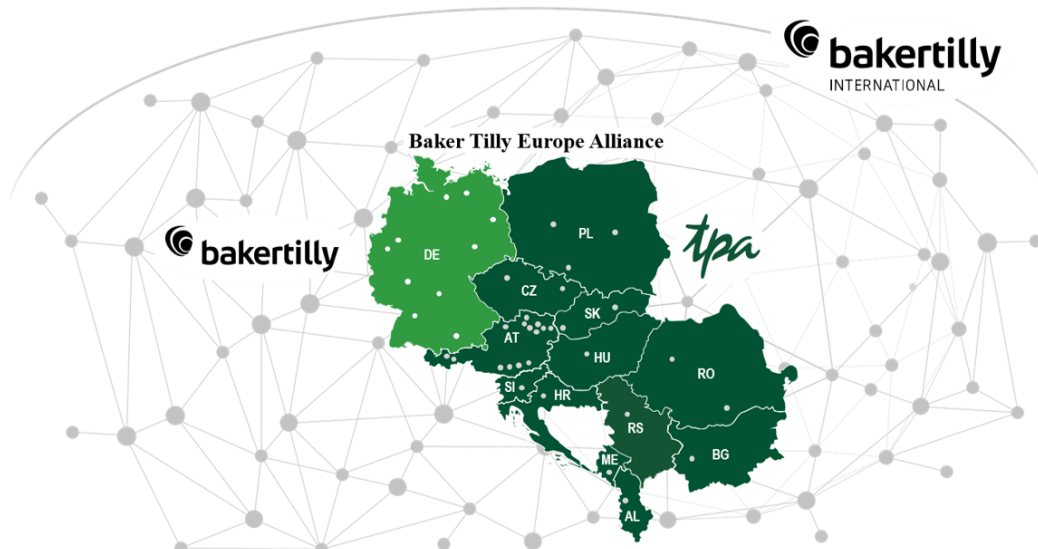 bakertilly
INTERNATIONAL
Baker Tilly Europe Alliance
bakertilly
tpa
DE
PL
CZ
SK
AT
HU
RO
SI
HR
RS
ME
BG
AL